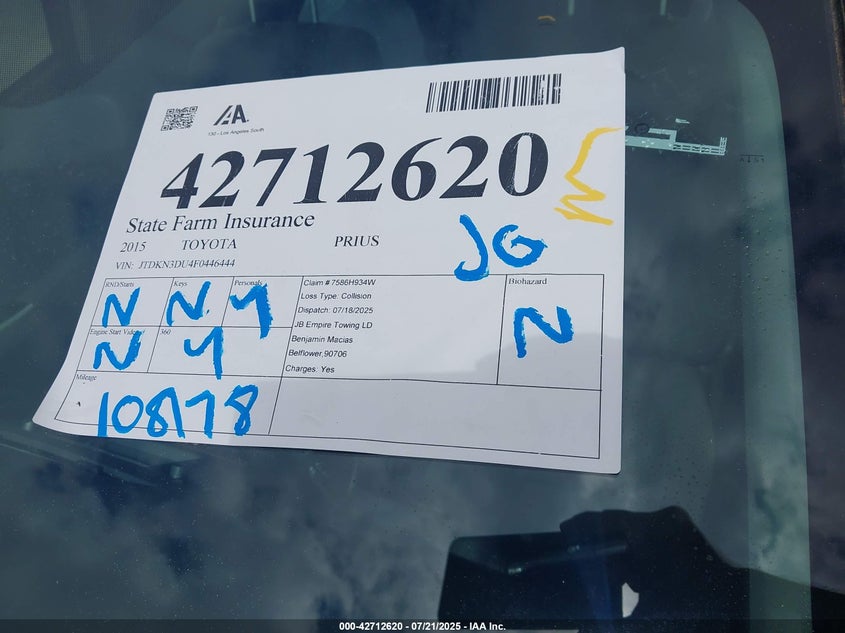 IAA
130 - Los Angeles South
42712620
State Farm Insurance
2015 TOYOTA PRIUS
VIN: JTDKN3DU4F0446444
JG
RND/Starts Keys Personals
N N Y
Engine Start Video 360
N Y
Mileage
108178
Claim # 7586H934W
Loss Type: Collision
Dispatch: 07/18/2025
JB Empire Towing LD
Benjamin Macias
Belflower,90706
Charges: Yes
Biohazard
N
000-42712620 - 07/21/2025 - IAA Inc.